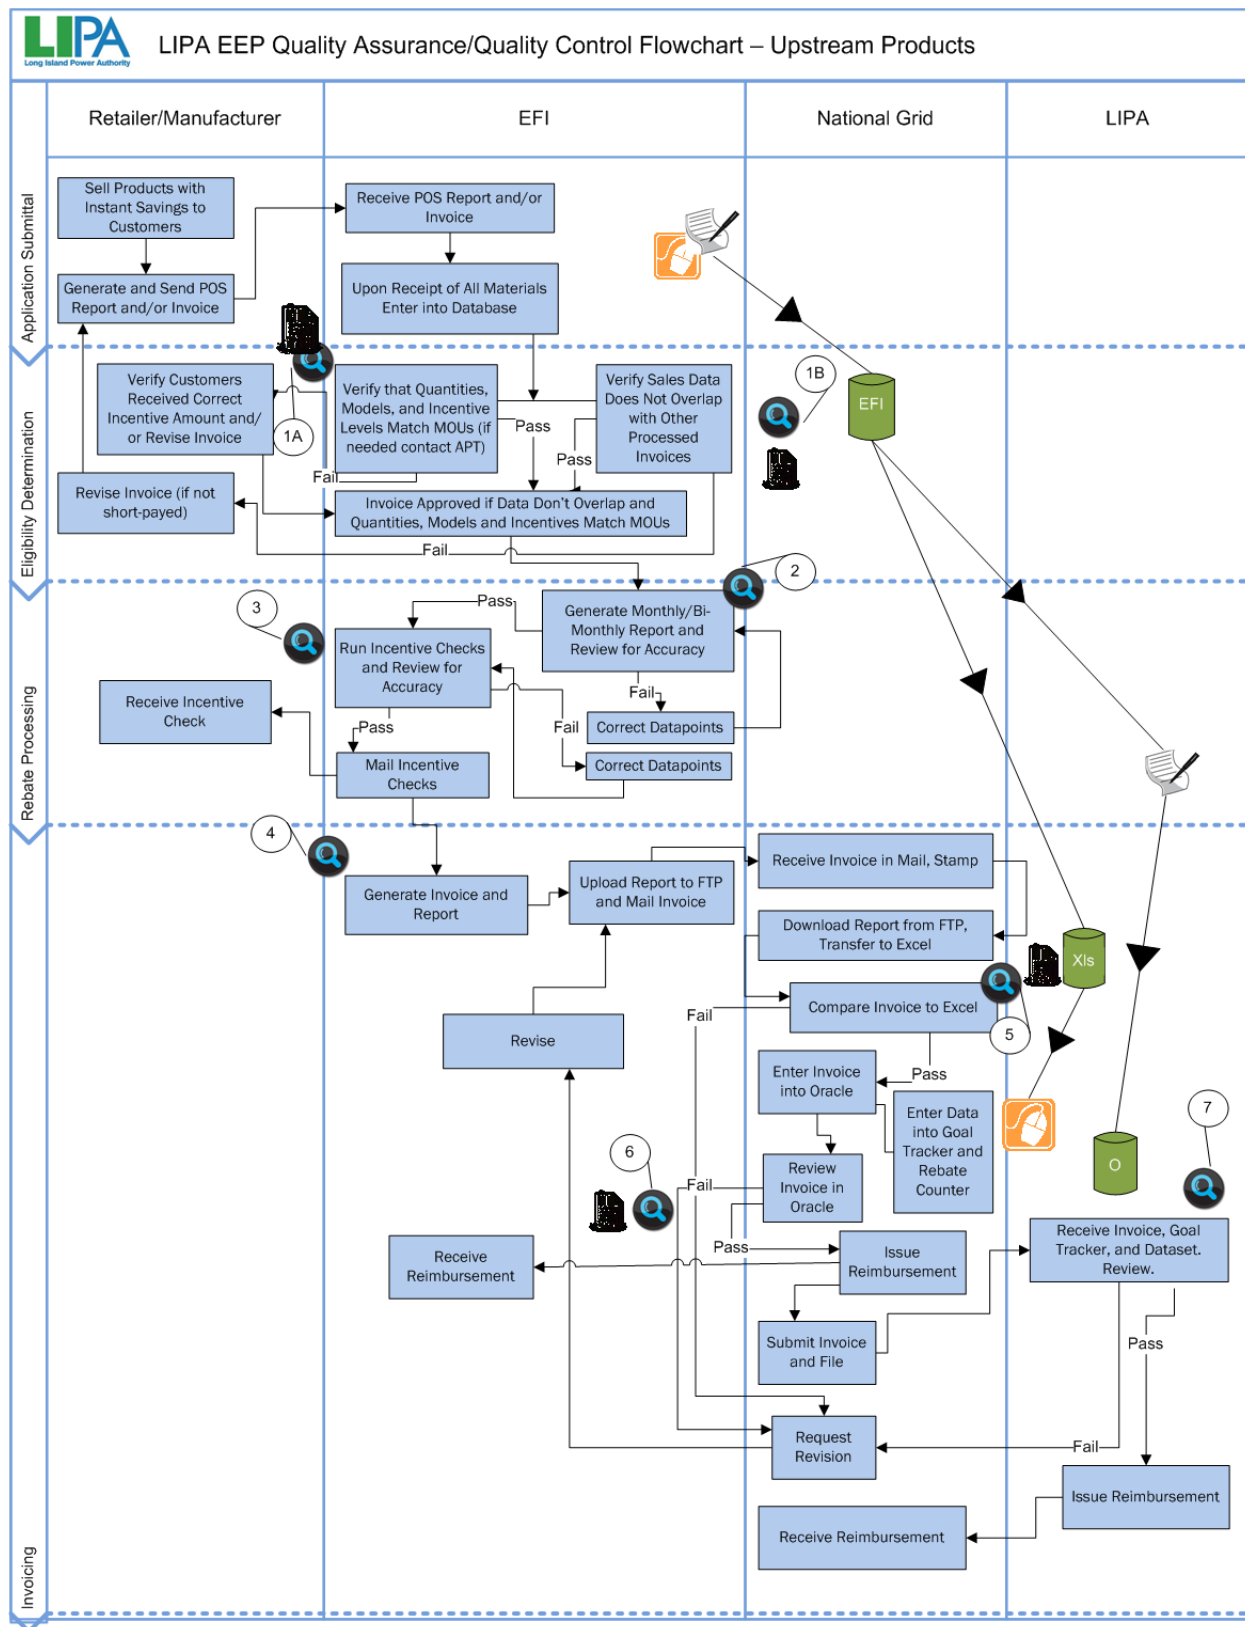 LIPA
Long Island Power Authority
LIPA EEP Quality Assurance/Quality Control Flowchart – Upstream Products
Retailer/Manufacturer
EFI
National Grid
LIPA
Application Submittal
Sell Products with
Instant Savings to
Customers
Receive POS Report and/or
Invoice
Generate and Send POS
Report and/or Invoice
Upon Receipt of All Materials
Enter into Database
Eligibility Determination
Verify Customers
Received Correct
Incentive Amount and/
or Revise Invoice
1A
Verify that Quantities,
Models, and Incentive
Levels Match MOUs (if
needed contact APT)
Verify Sales Data
Does Not Overlap
with Other
Processed
Invoices
1B
EFI
Pass
Pass
Fail
Revise Invoice (if not
short-payed)
Invoice Approved if Data Don't Overlap and
Quantities, Models and Incentives Match MOUs
Fail
2
Rebate Processing
3
Pass
Generate Monthly/Bi-
Monthly Report and
Review for Accuracy
Run Incentive Checks
and Review for
Accuracy
Fail
Receive Incentive
Check
Pass
Fail
Correct Datapoints
Correct Datapoints
Mail Incentive
Checks
Invoicing
4
Generate Invoice and
Report
Upload Report to FTP
and Mail Invoice
Receive Invoice in Mail, Stamp
Download Report from FTP,
Transfer to Excel
Xls
Compare Invoice to Excel
5
Fail
Revise
Pass
Enter Invoice
into Oracle
Enter Data
into Goal
Tracker and
Rebate
Counter
7
O
6
Review
Invoice in
Oracle
Fail
Pass
Receive
Reimbursement
Issue
Reimbursement
Receive Invoice, Goal
Tracker, and Dataset.
Review.
Submit Invoice
and File
Pass
Request
Revision
Fail
Issue Reimbursement
Receive Reimbursement